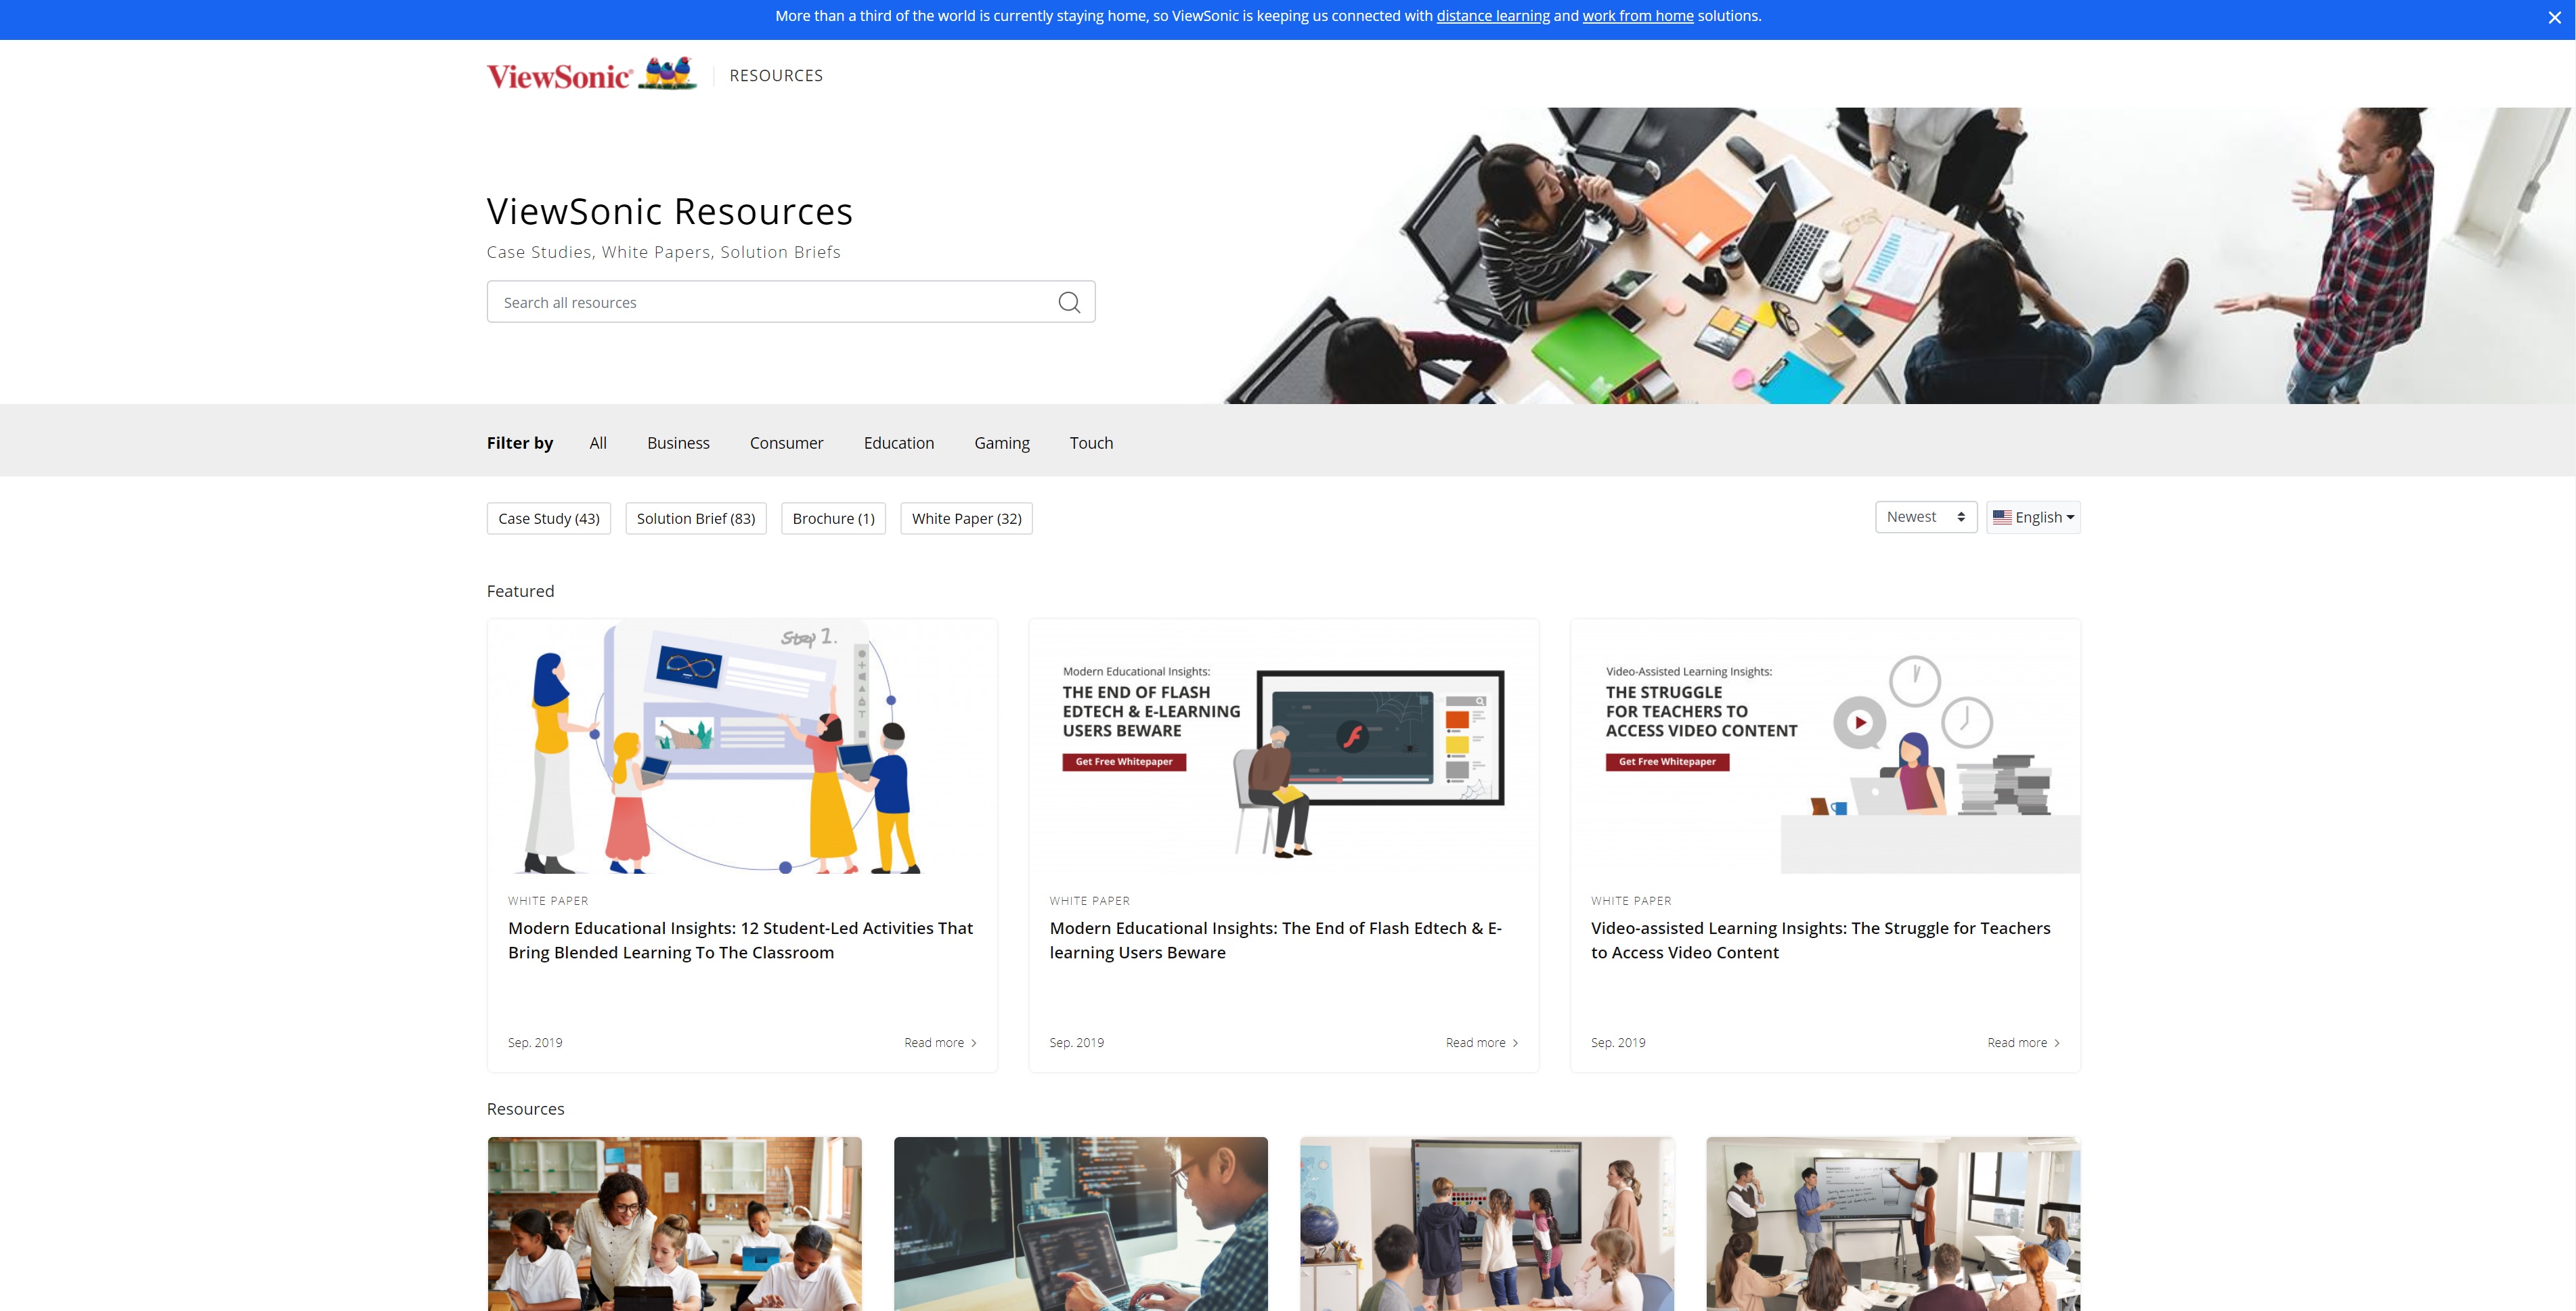 More than a third of the world is currently staying home, so ViewSonic is keeping us connected with distance learning and work from home solutions.
ViewSonic® RESOURCES
ViewSonic Resources
Case Studies, White Papers, Solution Briefs
Search all resources
Filter by All Business Consumer Education Gaming Touch
Case Study (43) Solution Brief (83) Brochure (1) White Paper (32) Newest English
Featured
Step 1.
T
WHITE PAPER
Modern Educational Insights: 12 Student-Led Activities That
Bring Blended Learning To The Classroom
Sep. 2019 Read more
Modern Educational Insights:
THE END OF FLASH
EDTECH & E-LEARNING
USERS BEWARE
Get Free Whitepaper
WHITE PAPER
Modern Educational Insights: The End of Flash Edtech & E-
learning Users Beware
Sep. 2019 Read more
Video-Assisted Learning Insights:
THE STRUGGLE
FOR TEACHERS TO
ACCESS VIDEO CONTENT
Get Free Whitepaper
WHITE PAPER
Video-assisted Learning Insights: The Struggle for Teachers
to Access Video Content
Sep. 2019 Read more
Resources